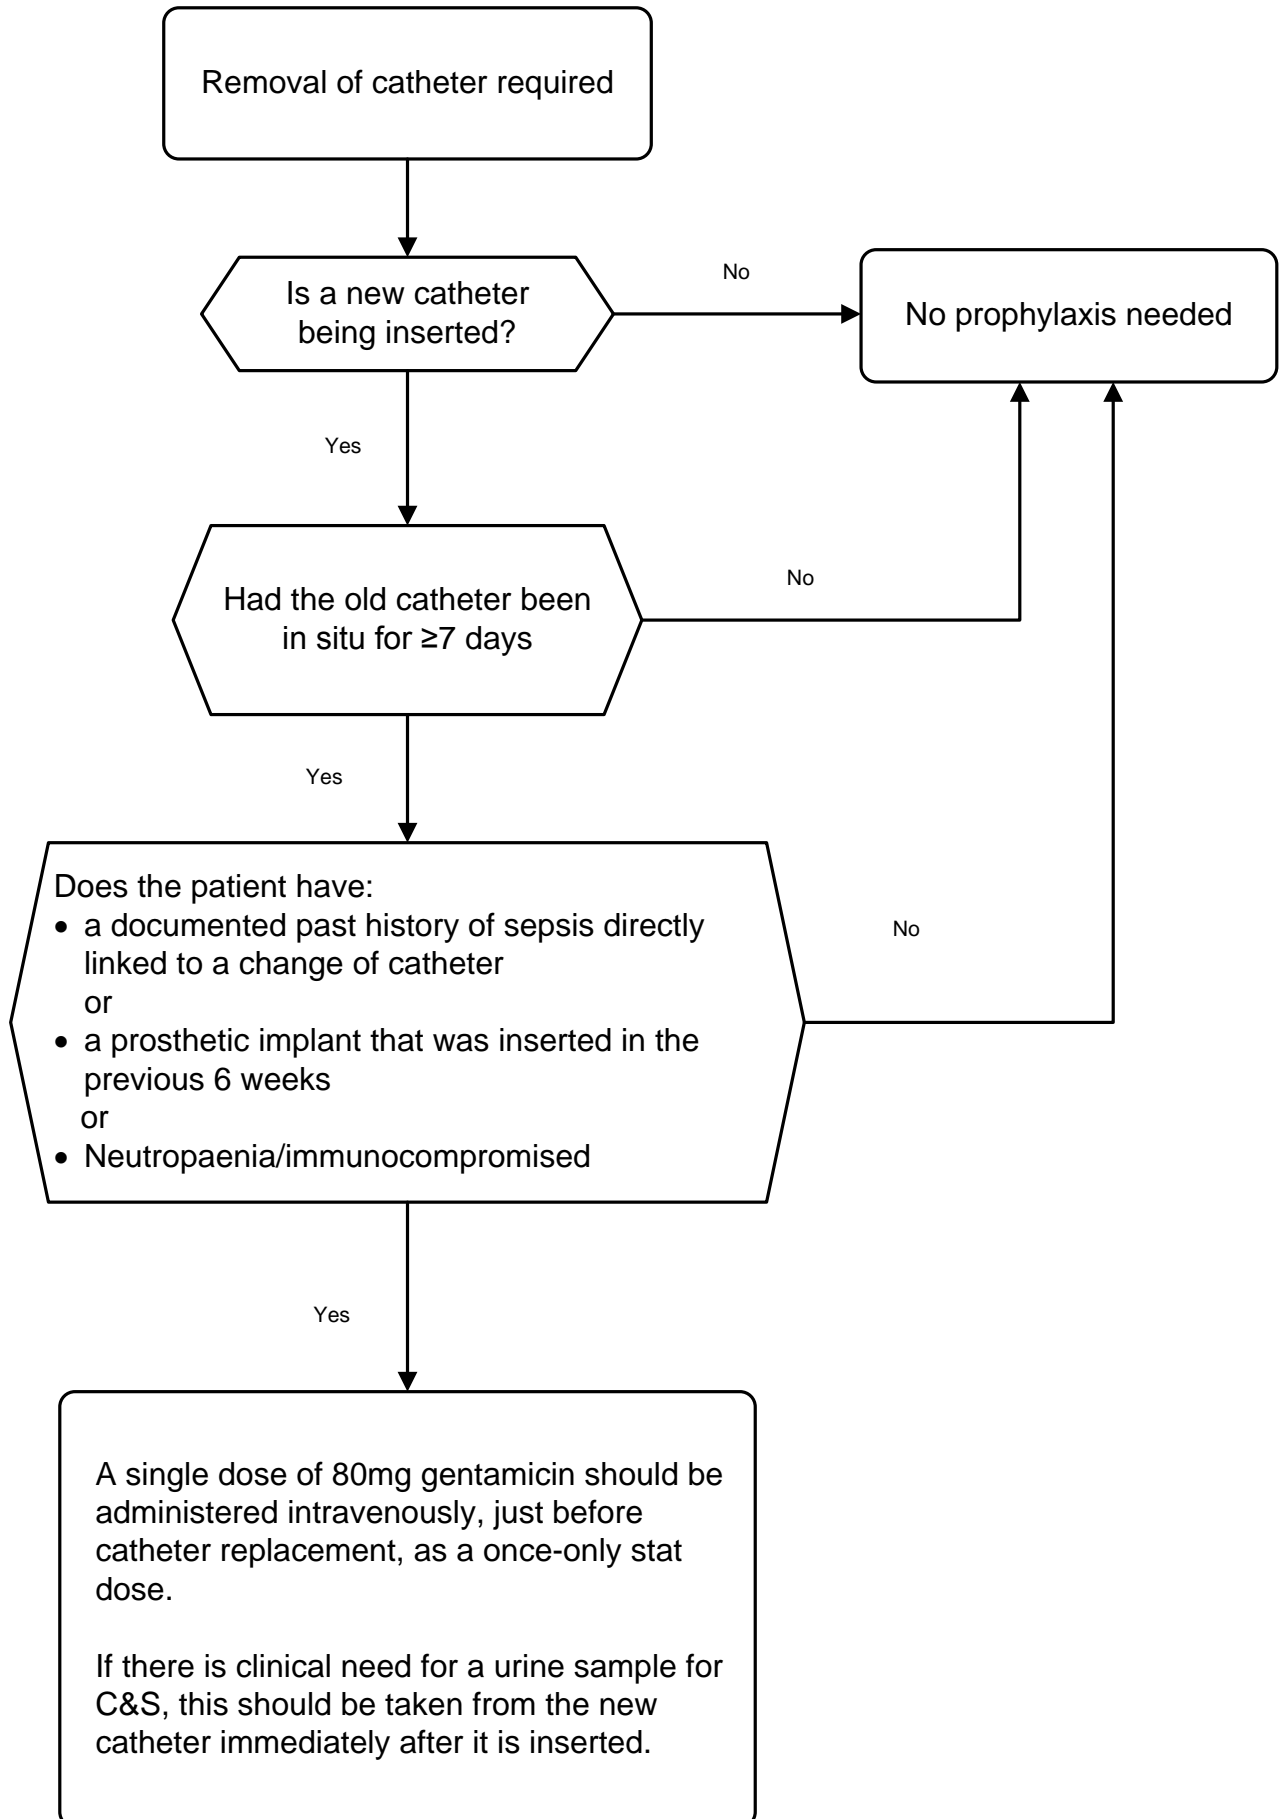 Removal of catheter required
Is a new catheter
being inserted?
No
No prophylaxis needed
Yes
Had the old catheter been
in situ for ≥7 days
No
Yes
Does the patient have:
• a documented past history of sepsis directly
linked to a change of catheter
or
• a prosthetic implant that was inserted in the
previous 6 weeks
or
• Neutropaenia/immunocompromised
No
Yes
A single dose of 80mg gentamicin should be
administered intravenously, just before
catheter replacement, as a once-only stat
dose.
If there is clinical need for a urine sample for
C&S, this should be taken from the new
catheter immediately after it is inserted.